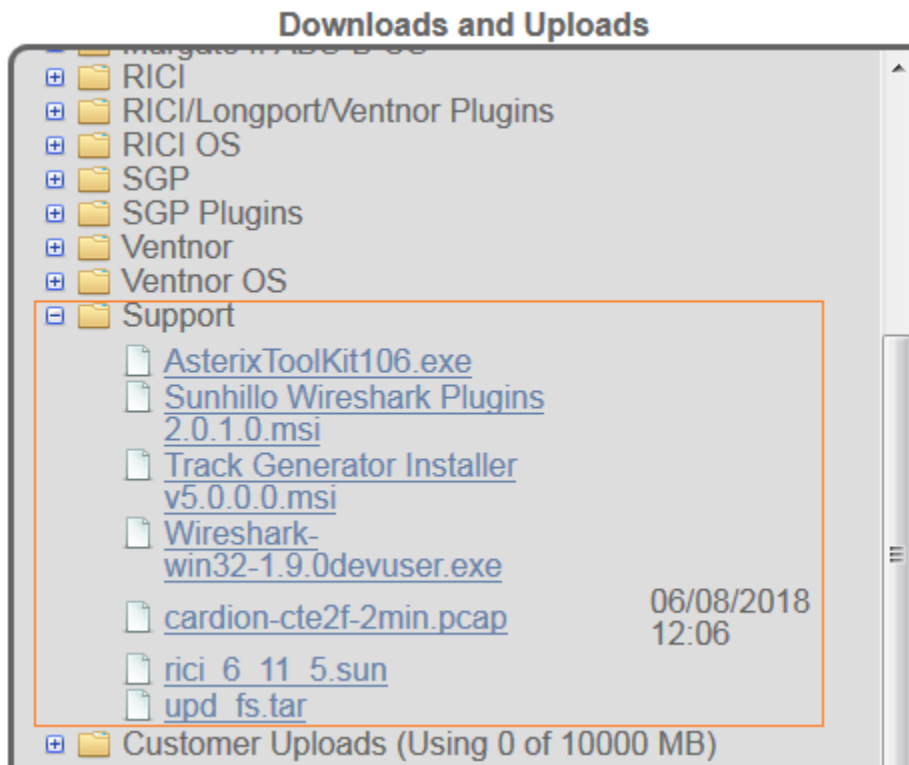 Downloads and Uploads
RICI
RICI/Longport/Ventnor Plugins
RICI OS
SGP
SGP Plugins
Ventnor
Ventnor OS
Support
AsterixToolKit106.exe
Sunhillo Wireshark Plugins
2.0.1.0.msi
Track Generator Installer
v5.0.0.0.msi
Wireshark-
win32-1.9.0devuser.exe
cardion-cte2f-2min.pcap
06/08/2018
12:06
rici_6_11_5.sun
upd_fs.tar
Customer Uploads (Using 0 of 10000 MB)